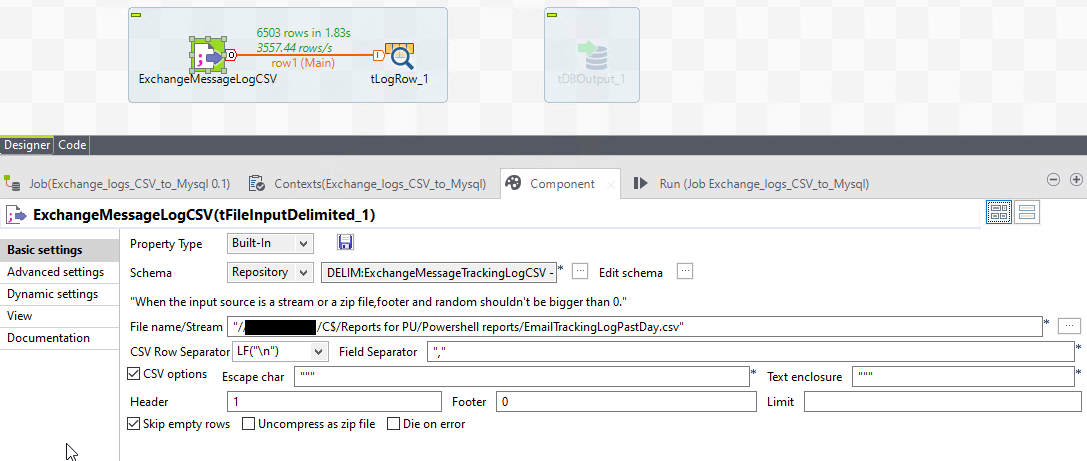 6503 rows in 1.83s
3557.44 rows/s
row1 (Main)
O
I
ExchangeMessageLogCSV
tLogRow_1
tDBOutput_1
Designer Code
Job(Exchange_logs_CSV_to_Mysql 0.1) Contexts(Exchange_logs_CSV_to_Mysql) Component Run (Job Exchange_logs_CSV_to_Mysql)
ExchangeMessageLogCSV(tFileInputDelimited_1)
Basic settings
Advanced settings
Dynamic settings
View
Documentation
Property Type Built-In
Schema Repository DELIM:ExchangeMessageTrackingLogCSV - * ... Edit schema ...
"When the input source is a stream or a zip file,footer and random shouldn't be bigger than 0."
File name/Stream "// /C$/Reports for PU/Powershell reports/EmailTrackingLogPastDay.csv" * ...
CSV Row Separator LF("\n") Field Separator "," *
CSV options Escape char """ * Text enclosure """ *
Header 1 Footer 0 Limit
Skip empty rows Uncompress as zip file Die on error